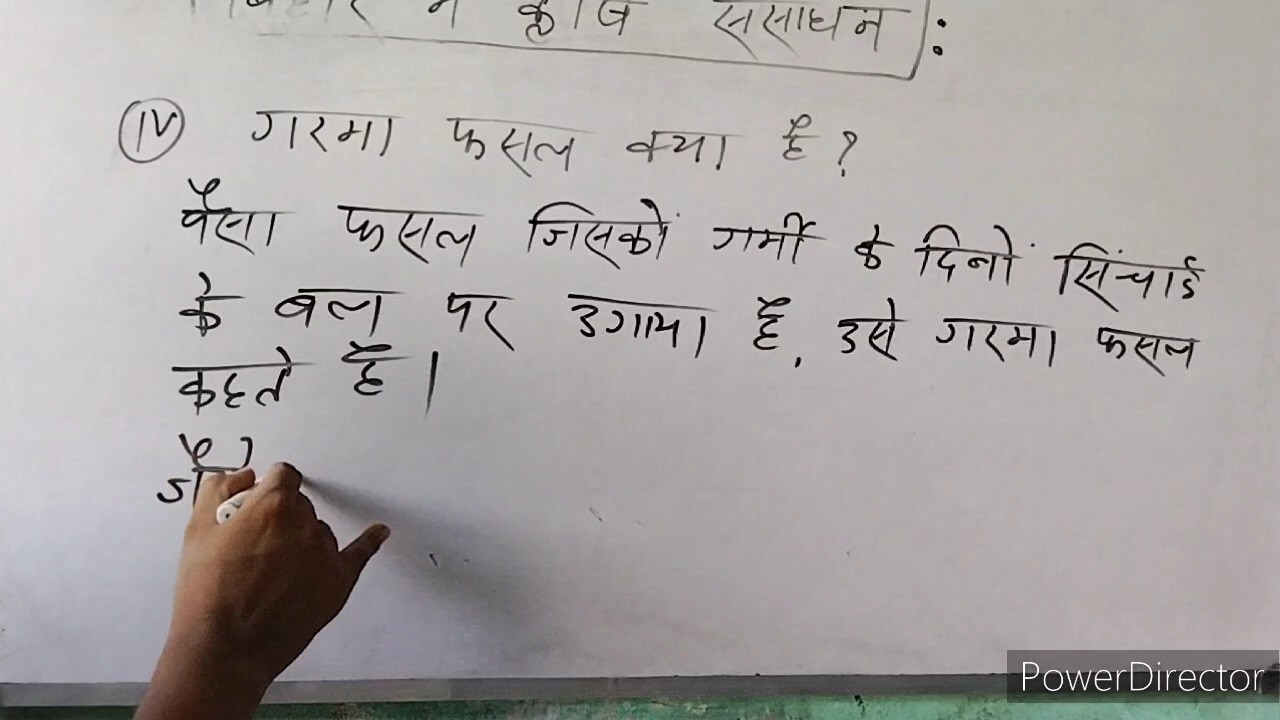 बिहार में कृषि संसाधन :
IV गरमा फसल क्या है ?
वैसा फसल जिसकों गर्मी के दिनों सिंचाई
के बल पर उगाया है, उसे गरमा फसल
कहते है ।
PowerDirector